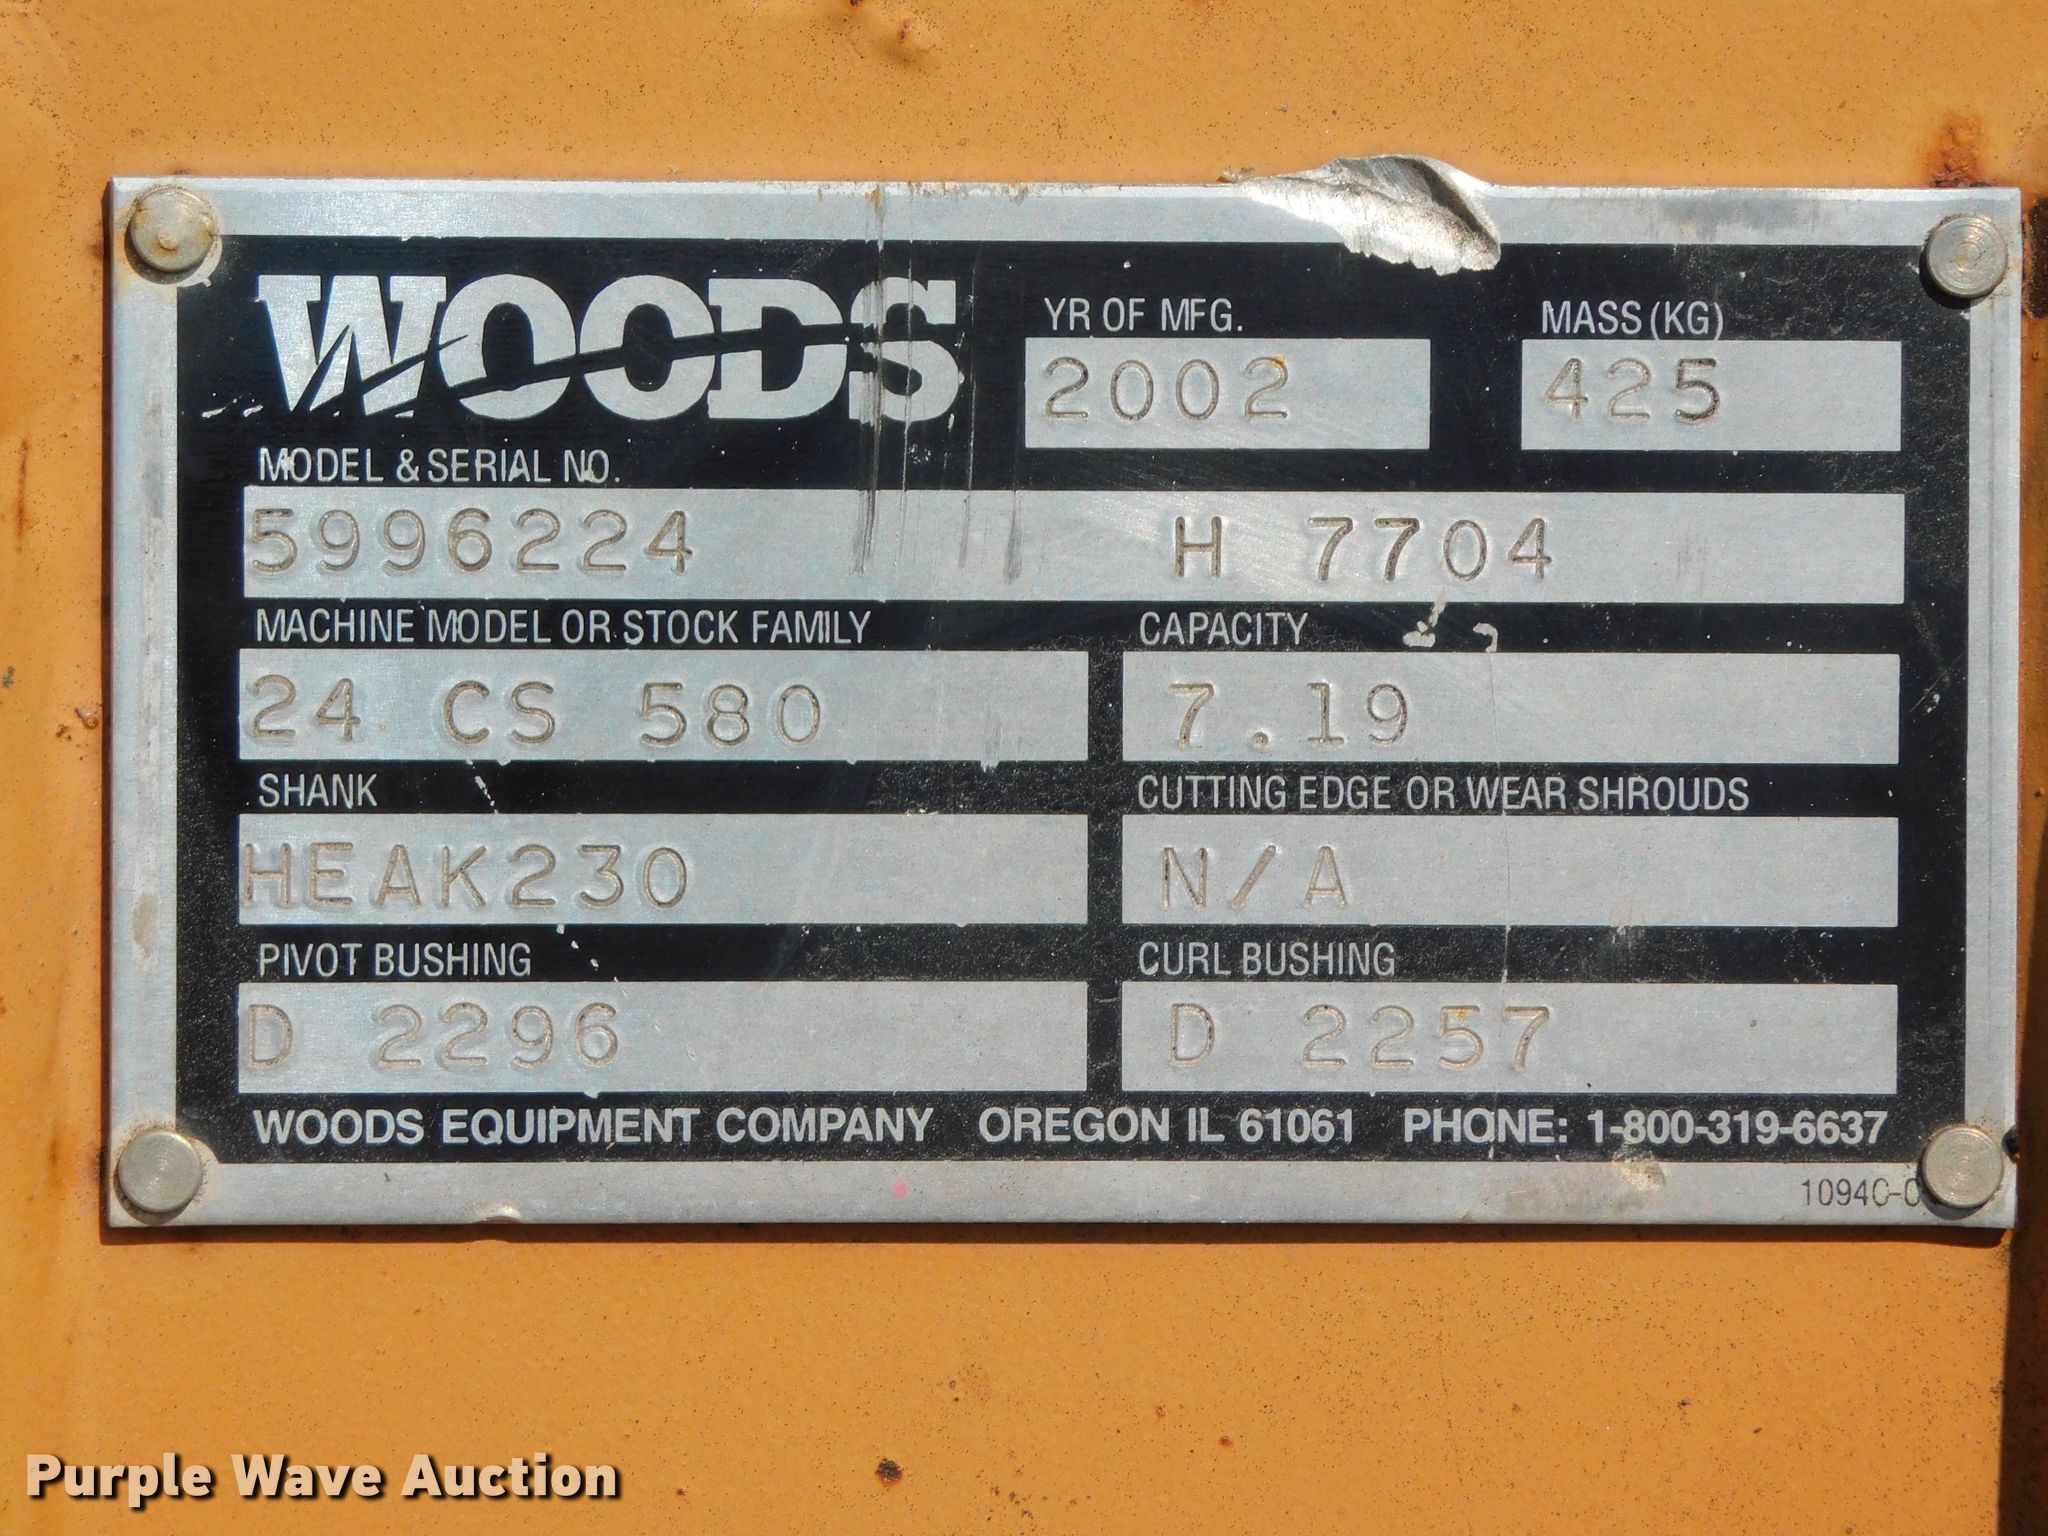 WOODS
YR OF MFG. MASS (KG)
2002 425
MODEL & SERIAL NO.
5996224 H 7704
MACHINE MODEL OR STOCK FAMILY CAPACITY
24 CS 580 7.19
SHANK CUTTING EDGE OR WEAR SHROUDS
HEAK230 N/A
PIVOT BUSHING CURL BUSHING
D 2296 D 2257
WOODS EQUIPMENT COMPANY OREGON IL 61061 PHONE: 1-800-319-6637
Purple Wave Auction